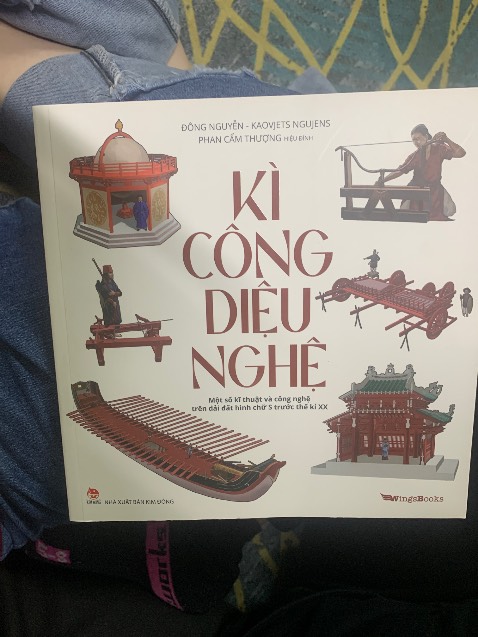 ĐÔNG NGUYỄN - KAOVJETS NGUJENS
PHAN CẨM THƯỢNG HIỆU ĐÍNH
KÌ
CÔNG
DIỆU
NGHỆ
Một số kĩ thuật và công nghệ
trên dải đất hình chữ S trước thế kỉ XX
NHÀ XUẤT BẢN KIM ĐỒNG
WingsBooks
works